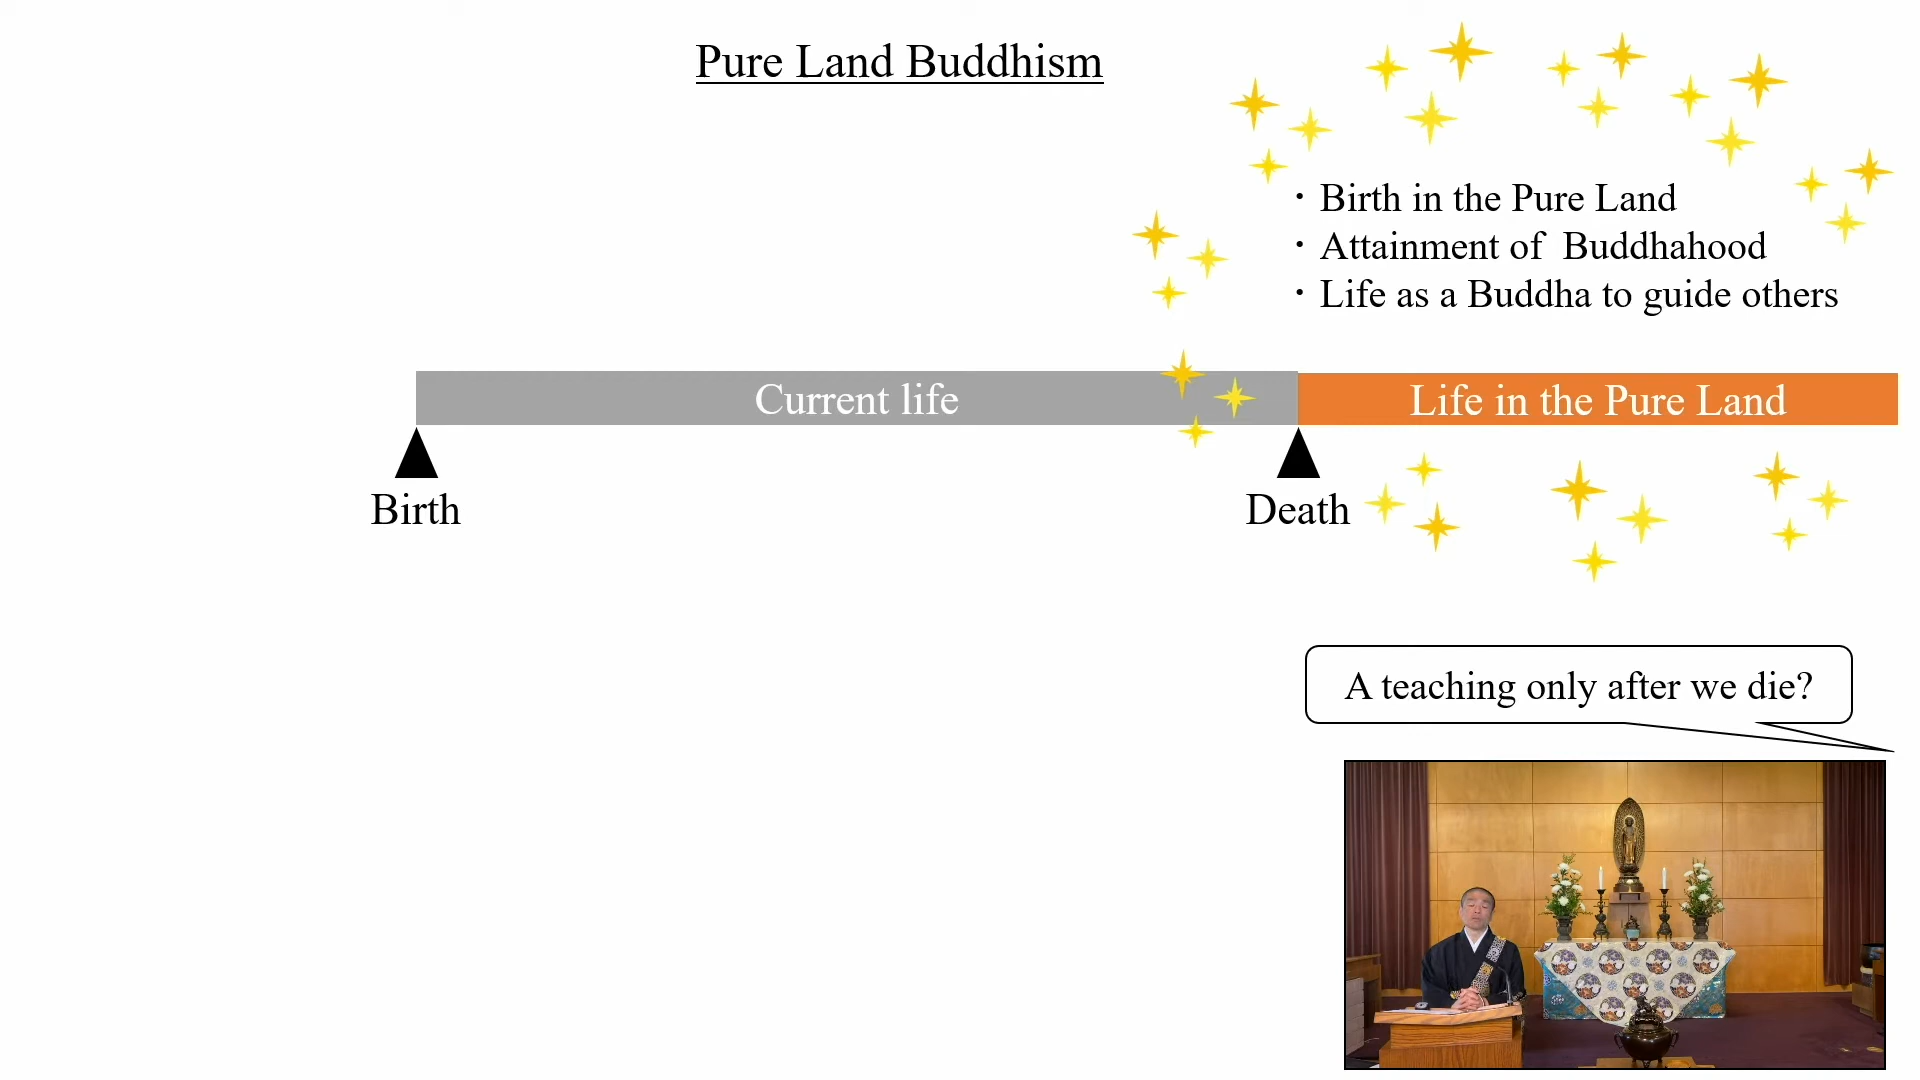 Pure Land Buddhism
・Birth in the Pure Land
・Attainment of Buddhahood
・Life as a Buddha to guide others
Current life
Life in the Pure Land
Birth
Death
A teaching only after we die?